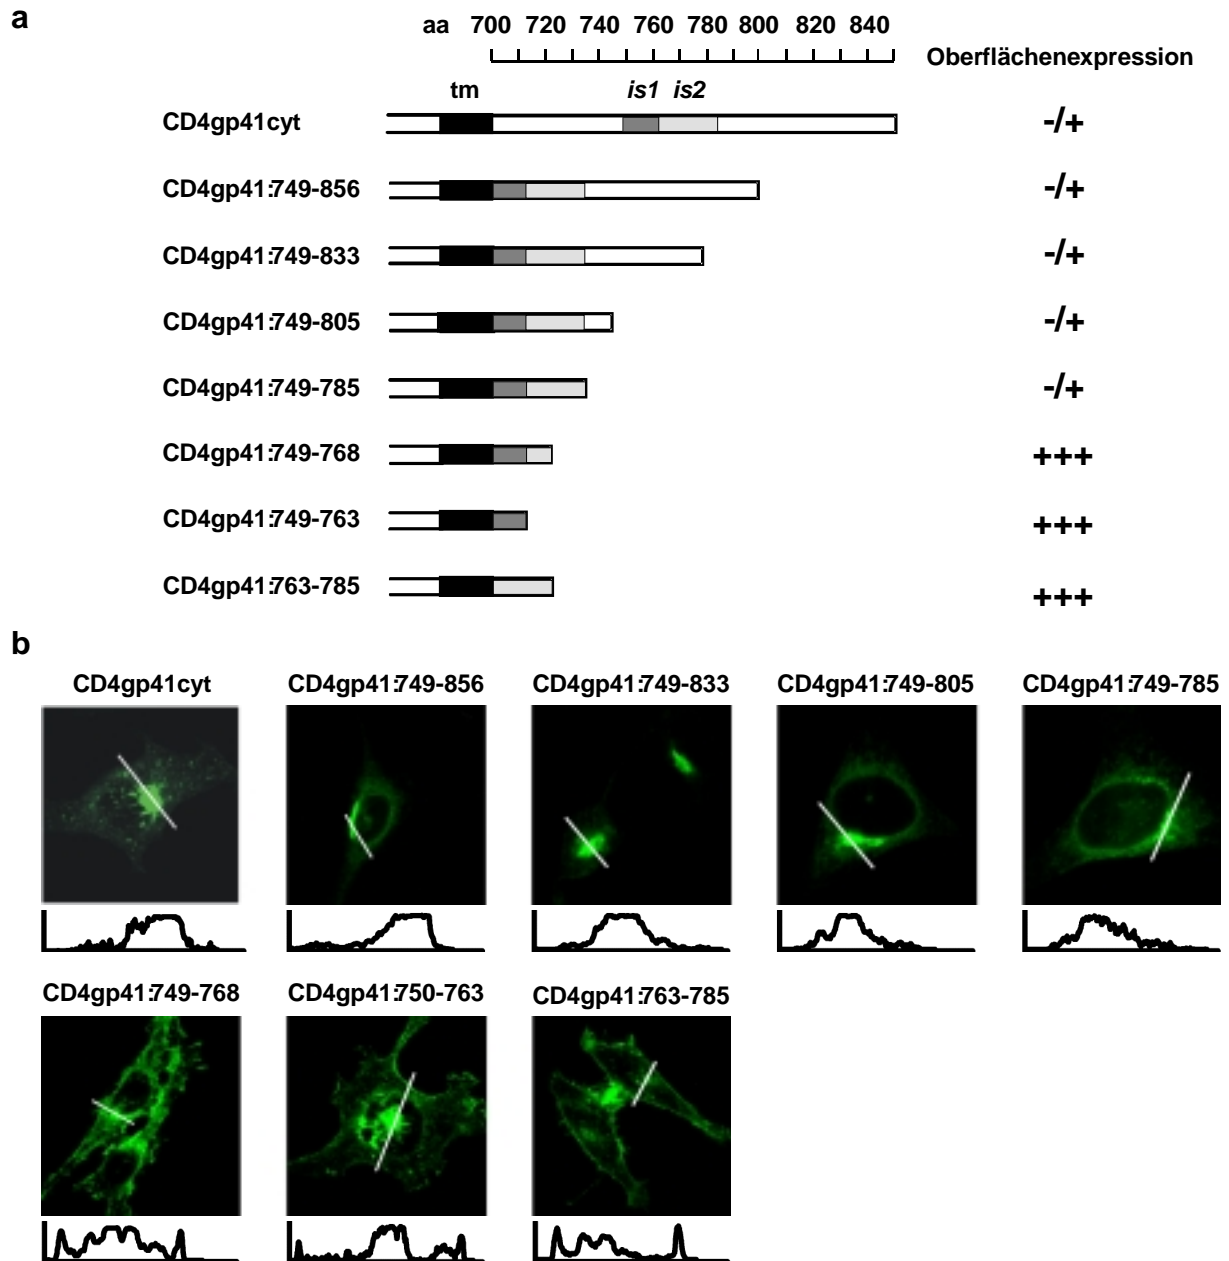 a
aa 700 720 740 760 780 800 820 840
Oberflächenexpression
tm is1 is2
CD4gp41cyt -/+
CD4gp41:749-856 -/+
CD4gp41:749-833 -/+
CD4gp41:749-805 -/+
CD4gp41:749-785 -/+
CD4gp41:749-768 +++
CD4gp41:749-763 +++
CD4gp41:763-785 +++
b
CD4gp41cyt CD4gp41:749-856 CD4gp41:749-833 CD4gp41:749-805 CD4gp41:749-785
CD4gp41:749-768 CD4gp41:750-763 CD4gp41:763-785